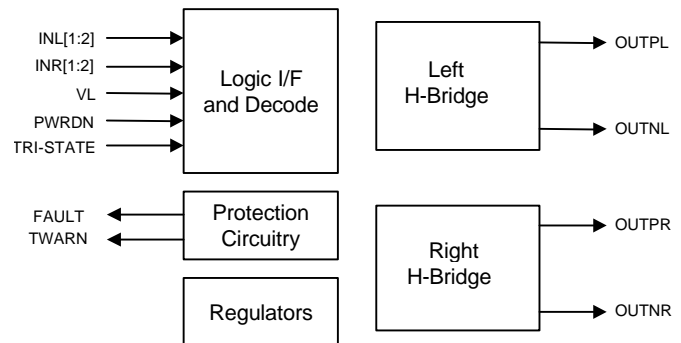 INL[1:2]
INR[1:2]
VL
PWRDN
TRI-STATE
Logic I/F
and Decode
Left
H-Bridge
OUTPL
OUTNL
FAULT
TWARN
Protection
Circuitry
Regulators
Right
H-Bridge
OUTPR
OUTNR